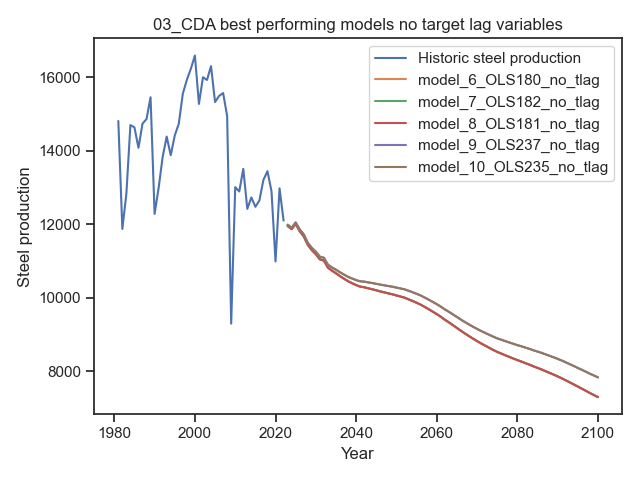 03_CDA best performing models no target lag variables
Historic steel production
model_6_OLS180_no_tlag
model_7_OLS182_no_tlag
model_8_OLS181_no_tlag
model_9_OLS237_no_tlag
model_10_OLS235_no_tlag
Steel production
16000
14000
12000
10000
8000
1980 2000 2020 2040 2060 2080 2100
Year